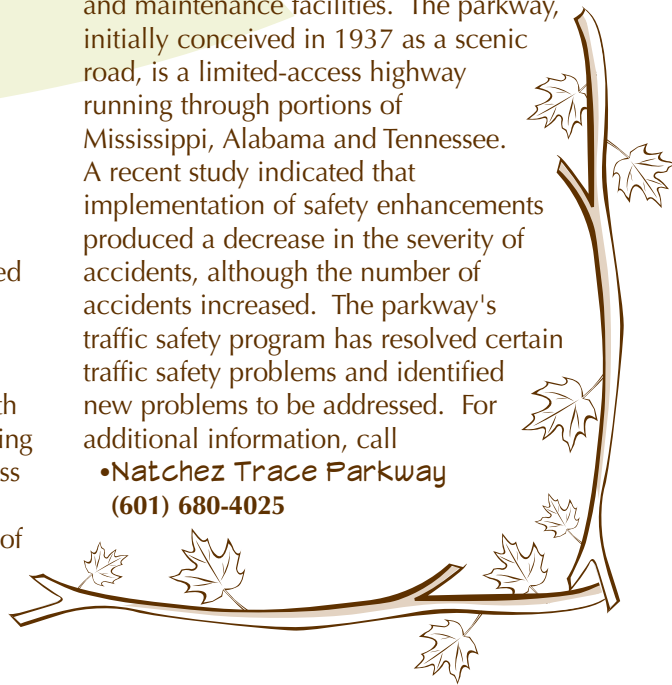 and maintenance facilities.  The parkway,
initially conceived in 1937 as a scenic
road, is a limited-access highway
running through portions of
Mississippi, Alabama and Tennessee.
A recent study indicated that
implementation of safety enhancements
produced a decrease in the severity of
accidents, although the number of
accidents increased.  The parkway's
traffic safety program has resolved certain
traffic safety problems and identified
new problems to be addressed.  For
additional information, call
•Natchez Trace Parkway
(601) 680-4025
of